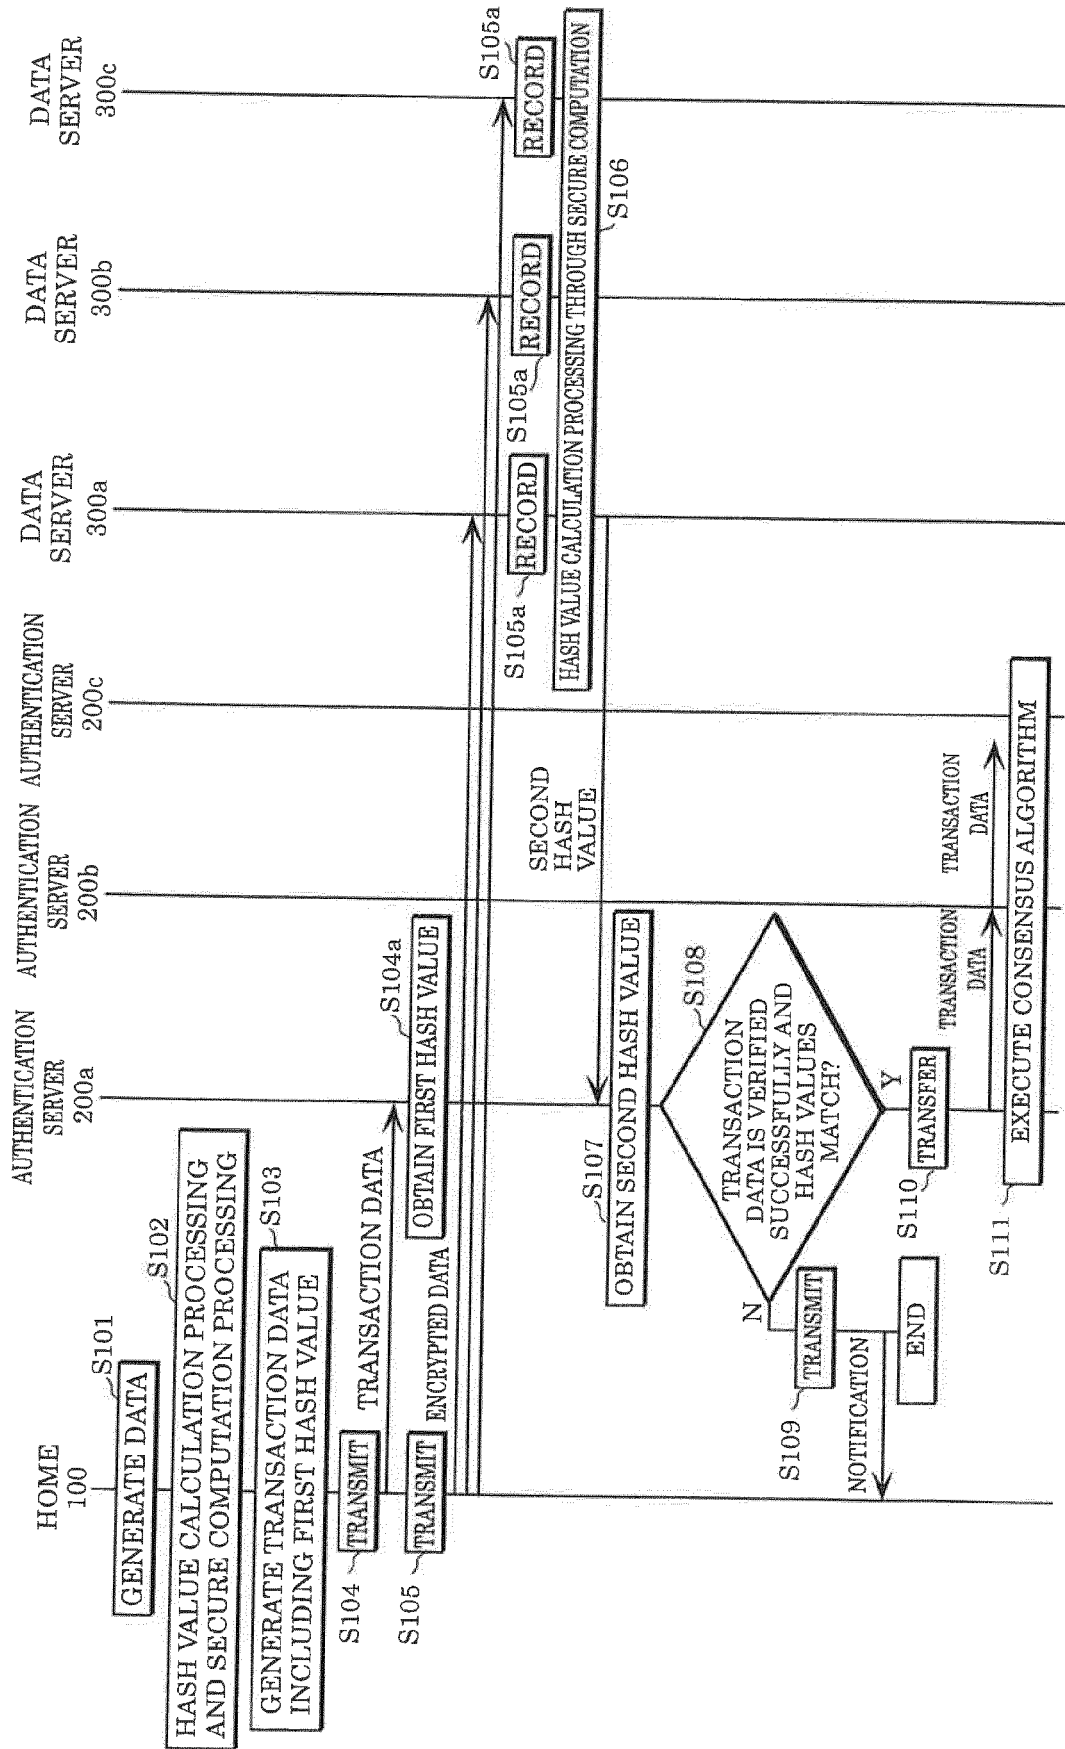 HOME
100
AUTHENTICATION
SERVER
200a
AUTHENTICATION
SERVER
200b
AUTHENTICATION
SERVER
200c
DATA
SERVER
300a
DATA
SERVER
300b
DATA
SERVER
300c
GENERATE DATA
S101
HASH VALUE CALCULATION PROCESSING
AND SECURE COMPUTATION PROCESSING
S102
GENERATE TRANSACTION DATA
INCLUDING FIRST HASH VALUE
S103
S104
TRANSMIT
TRANSACTION DATA
OBTAIN FIRST HASH VALUE
S104a
S105
TRANSMIT
ENCRYPTED DATA
S105a
RECORD
S105a
RECORD
S105a
RECORD
HASH VALUE CALCULATION PROCESSING THROUGH SECURE COMPUTATION
S106
SECOND
HASH
VALUE
S107
OBTAIN SECOND HASH VALUE
S108
TRANSACTION
DATA IS VERIFIED
SUCCESSFULLY AND
HASH VALUES
MATCH?
N
Y
S109
TRANSMIT
NOTIFICATION
END
S110
TRANSFER
TRANSACTION
DATA
TRANSACTION
DATA
S111
EXECUTE CONSENSUS ALGORITHM